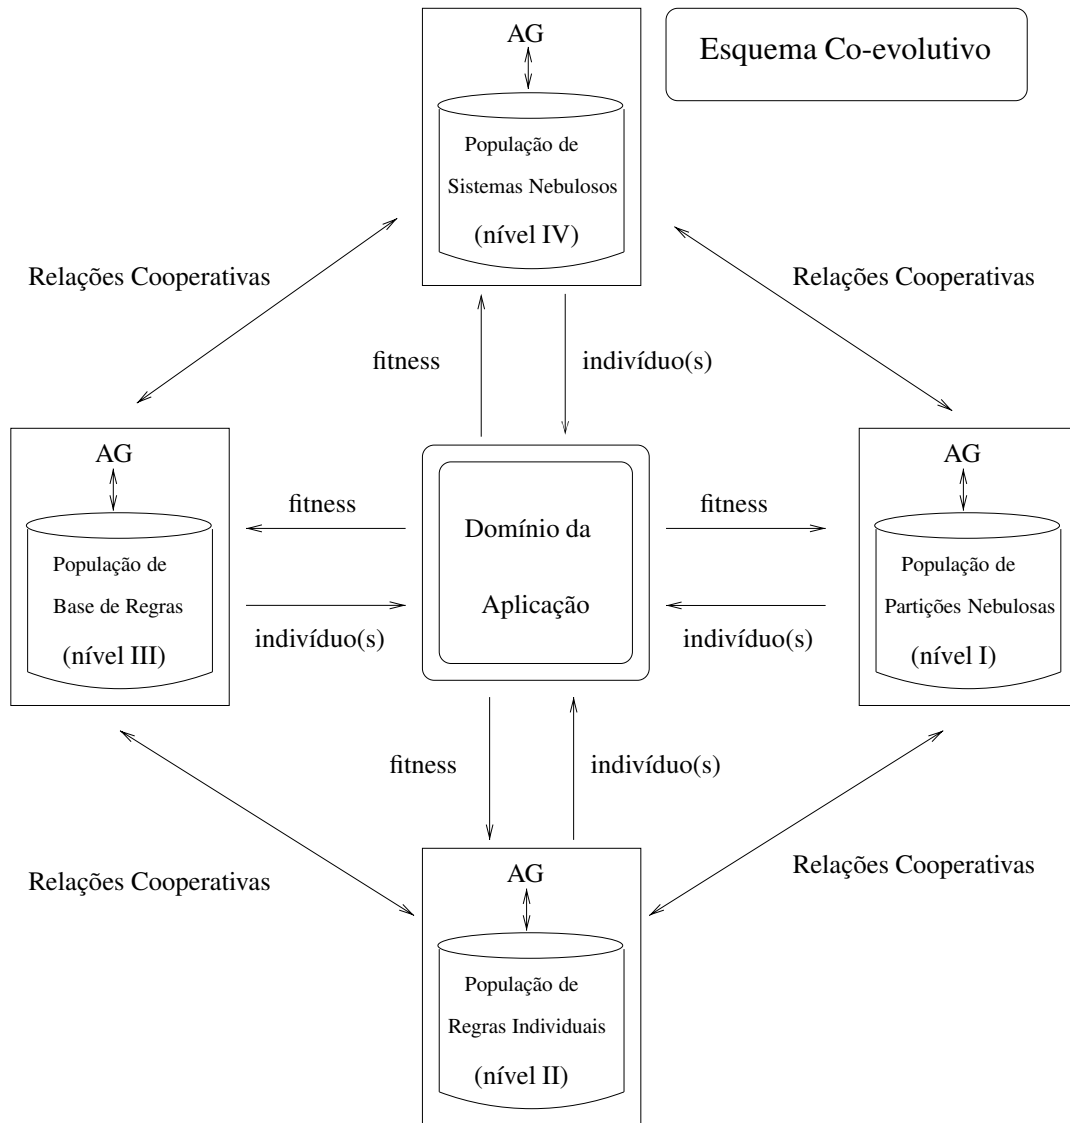 AG
Esquema Co-evolutivo
População de
Sistemas Nebulosos
(nível IV)
Relações Cooperativas
Relações Cooperativas
fitness
indivíduo(s)
AG
População de
Base de Regras
(nível III)
fitness
indivíduo(s)
Domínio da
Aplicação
fitness
indivíduo(s)
AG
População de
Partições Nebulosas
(nível I)
fitness
indivíduo(s)
Relações Cooperativas
Relações Cooperativas
AG
População de
Regras Individuais
(nível II)